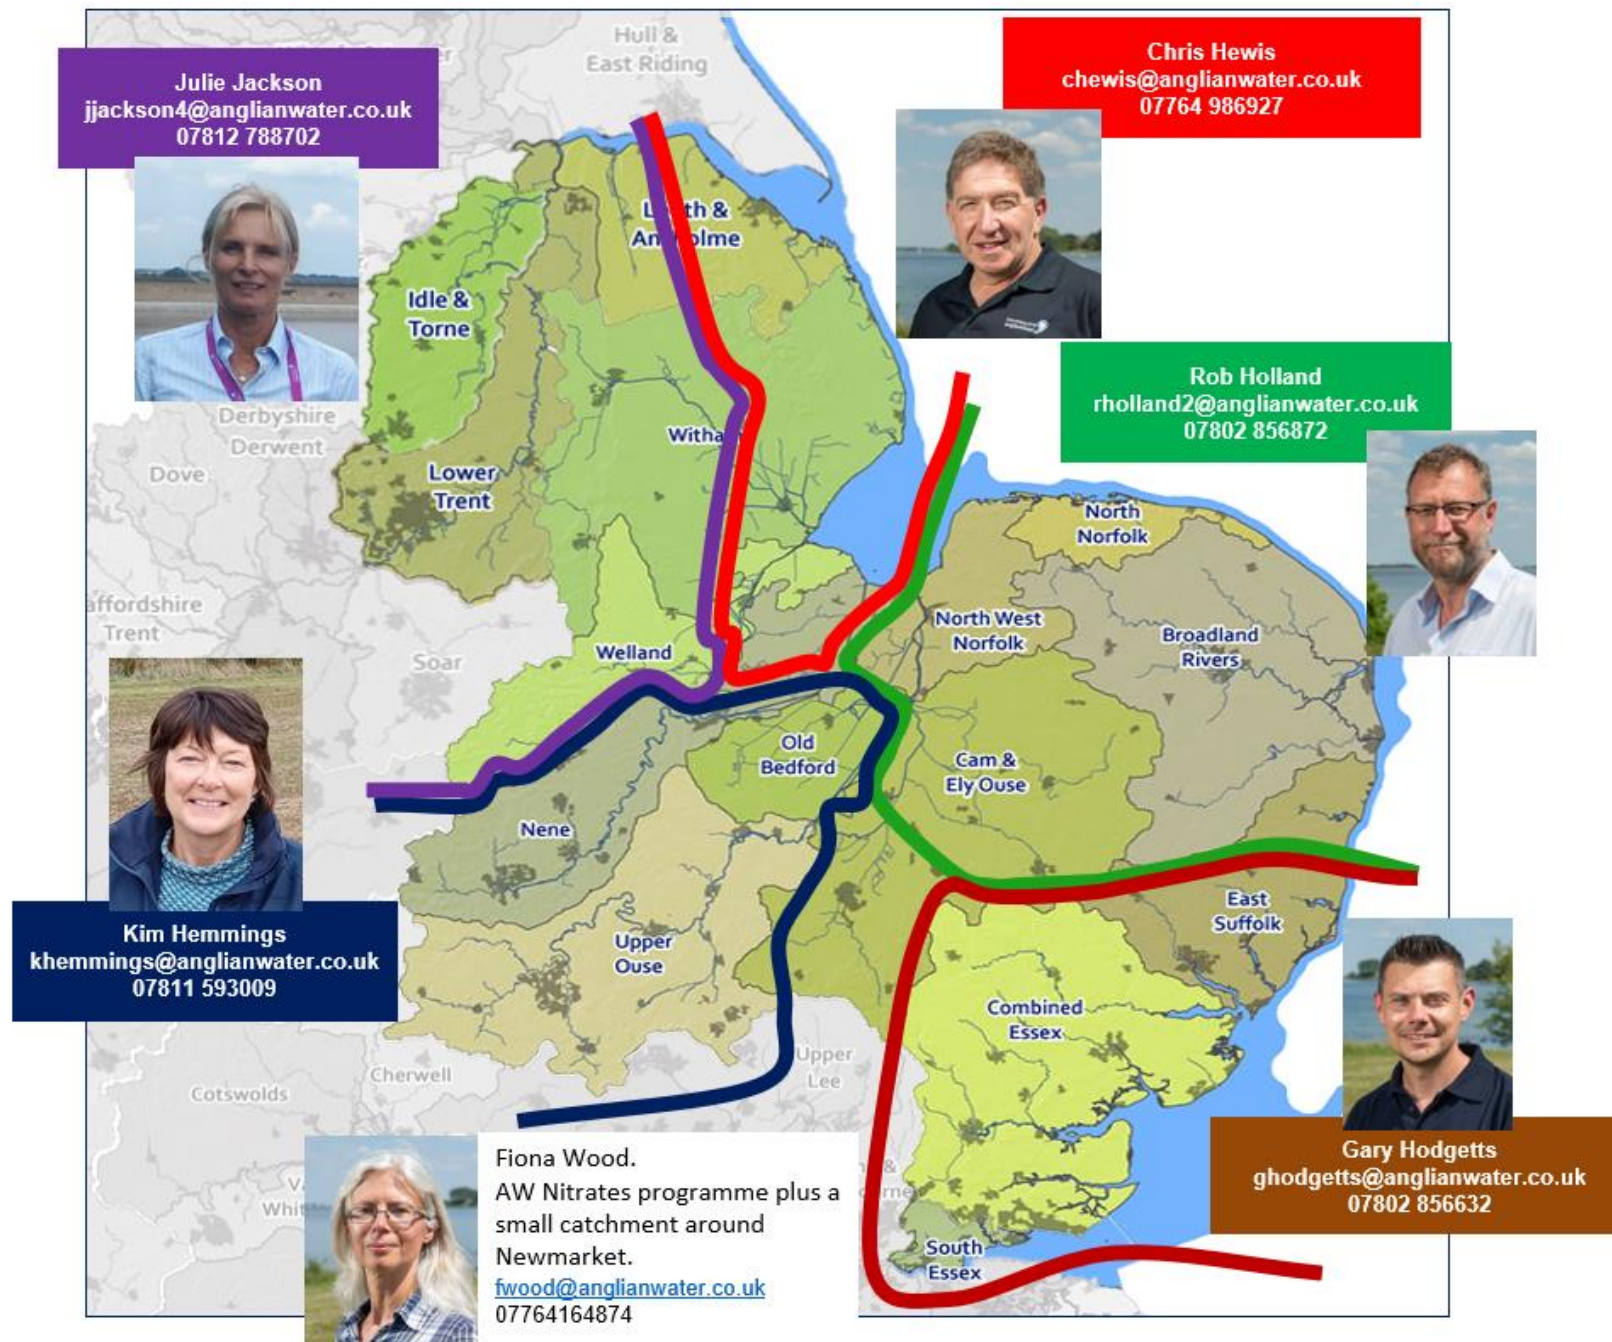 Hull &
East Riding
Julie Jackson
jjackson4@anglianwater.co.uk
07812 788702
Chris Hewis
chewis@anglianwater.co.uk
07764 986927
Idle &
Torne
Rob Holland
rholland2@anglianwater.co.uk
07802 856872
Derbyshire
Derwent
Dove
Lower
Trent
North
Norfolk
Trent
Soar
Welland
North West
Norfolk
Broadland
Rivers
Old
Bedford
Cam &
Ely Ouse
Nene
Kim Hemmings
khemmings@anglianwater.co.uk
07811 593009
Upper
Ouse
East
Suffolk
Combined
Essex
Upper
Lee
Cherwell
Cotswolds
Fiona Wood.
AW Nitrates programme plus a
small catchment around
Newmarket.
fwood@anglianwater.co.uk
07764164874
Gary Hodgetts
ghodgetts@anglianwater.co.uk
07802 856632
South
Essex